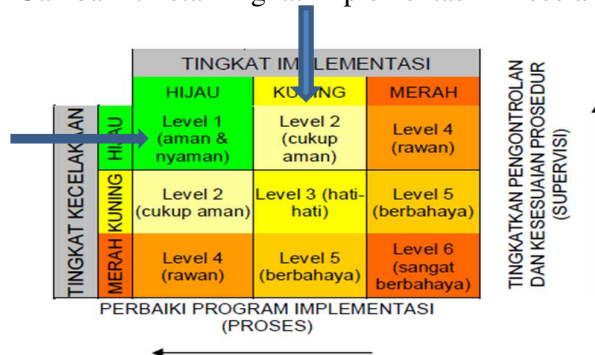 TINGKAT IMPLEMENTASI
HIJAU
KUNING
MERAH
TINGKAT KECELAKAAN
HIJAU
Level 1
(aman &
nyaman)
Level 2
(cukup
aman)
Level 4
(rawan)
KUNING
Level 2
(cukup aman)
Level 3 (hati-
hati)
Level 5
(berbahaya)
MERAH
Level 4
(rawan)
Level 5
(berbahaya)
Level 6
(sangat
berbahaya)
PERBAIKI PROGRAM IMPLEMENTASI
(PROSES)
TINGKATKAN PENGONTROLAN
DAN KESESUAIAN PROSEDUR
(SUPERVISI)